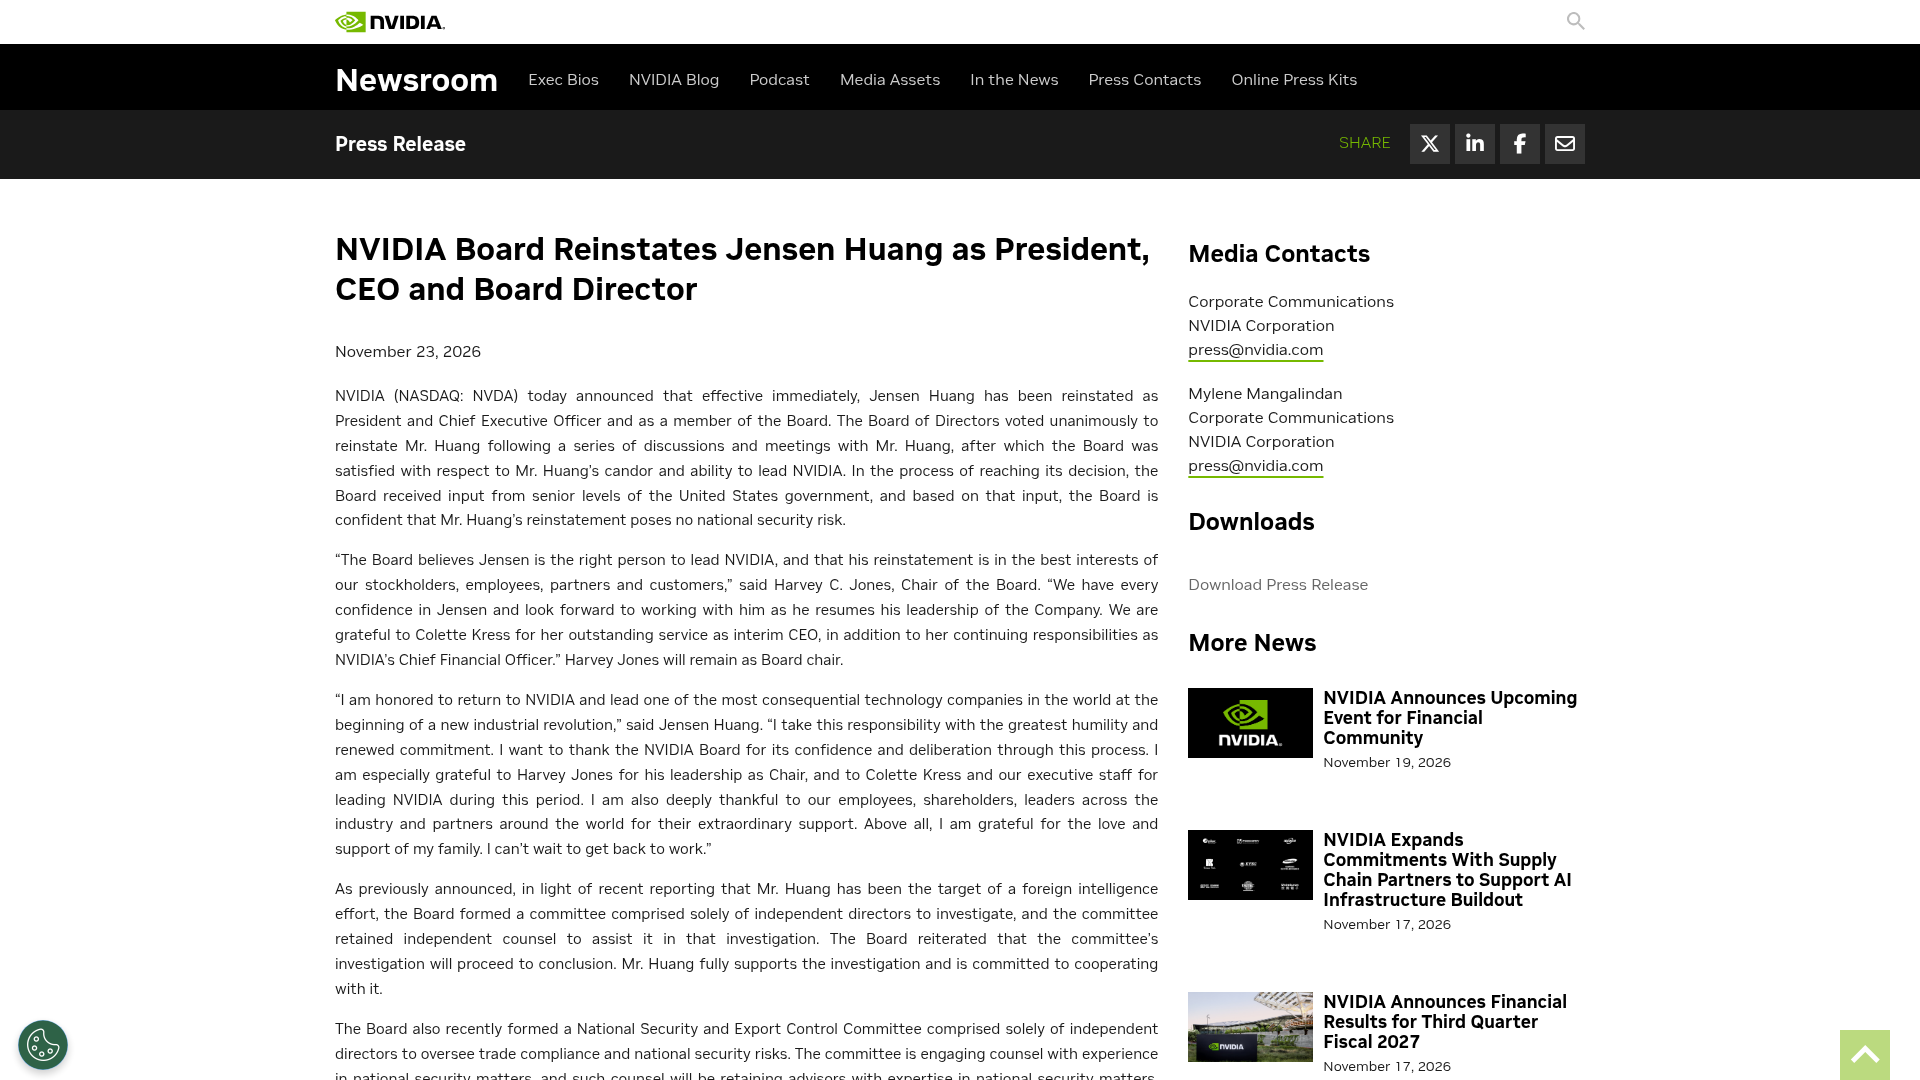 NVIDIA.
Newsroom
Exec Bios
NVIDIA Blog
Podcast
Media Assets
In the News
Press Contacts
Online Press Kits
Press Release
SHARE
NVIDIA Board Reinstates Jensen Huang as President,
CEO and Board Director
November 23, 2026
NVIDIA (NASDAQ: NVDA) today announced that effective immediately, Jensen Huang has been reinstated as
President and Chief Executive Officer and as a member of the Board. The Board of Directors voted unanimously to
reinstate Mr. Huang following a series of discussions and meetings with Mr. Huang, after which the Board was
satisfied with respect to Mr. Huang’s candor and ability to lead NVIDIA. In the process of reaching its decision, the
Board received input from senior levels of the United States government, and based on that input, the Board is
confident that Mr. Huang’s reinstatement poses no national security risk.
“The Board believes Jensen is the right person to lead NVIDIA, and that his reinstatement is in the best interests of
our stockholders, employees, partners and customers,” said Harvey C. Jones, Chair of the Board. “We have every
confidence in Jensen and look forward to working with him as he resumes his leadership of the Company. We are
grateful to Colette Kress for her outstanding service as interim CEO, in addition to her continuing responsibilities as
NVIDIA’s Chief Financial Officer.” Harvey Jones will remain as Board chair.
“I am honored to return to NVIDIA and lead one of the most consequential technology companies in the world at the
beginning of a new industrial revolution,” said Jensen Huang. “I take this responsibility with the greatest humility and
renewed commitment. I want to thank the NVIDIA Board for its confidence and deliberation through this process. I
am especially grateful to Harvey Jones for his leadership as Chair, and to Colette Kress and our executive staff for
leading NVIDIA during this period. I am also deeply thankful to our employees, shareholders, leaders across the
industry and partners around the world for their extraordinary support. Above all, I am grateful for the love and
support of my family. I can’t wait to get back to work.”
As previously announced, in light of recent reporting that Mr. Huang has been the target of a foreign intelligence
effort, the Board formed a committee comprised solely of independent directors to investigate, and the committee
retained independent counsel to assist it in that investigation. The Board reiterated that the committee’s
investigation will proceed to conclusion. Mr. Huang fully supports the investigation and is committed to cooperating
with it.
The Board also recently formed a National Security and Export Control Committee comprised solely of independent
directors to oversee trade compliance and national security risks. The committee is engaging counsel with experience
in national security matters, and such counsel will be retaining advisors with expertise in national security matters.
Media Contacts
Corporate Communications
NVIDIA Corporation
press@nvidia.com
Mylene Mangalindan
Corporate Communications
NVIDIA Corporation
press@nvidia.com
Downloads
Download Press Release
More News
NVIDIA.
NVIDIA Announces Upcoming
Event for Financial
Community
November 19, 2026
NVIDIA Expands
Commitments With Supply
Chain Partners to Support AI
Infrastructure Buildout
November 17, 2026
NVIDIA
NVIDIA Announces Financial
Results for Third Quarter
Fiscal 2027
November 17, 2026